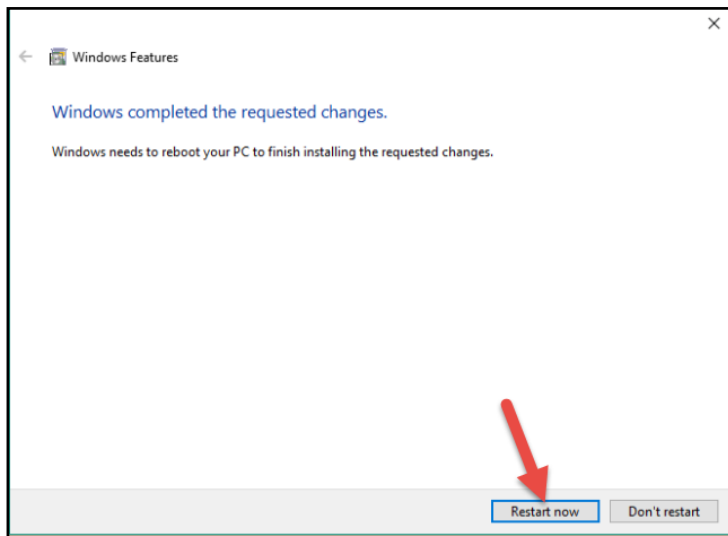 Windows Features
Windows completed the requested changes.
Windows needs to reboot your PC to finish installing the requested changes.
Restart now
Don't restart